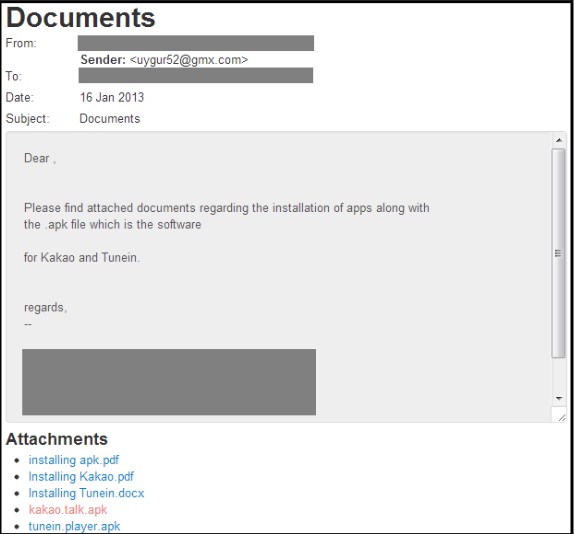 Documents
From:
Sender: <uygur52@gmx.com>
To:
Date: 16 Jan 2013
Subject: Documents
Dear ,
Please find attached documents regarding the installation of apps along with
the .apk file which is the software
for Kakao and Tunein.
regards,
--
Attachments
installing apk.pdf
Installing Kakao.pdf
Installing Tunein.docx
kakao.talk.apk
tunein.player.apk